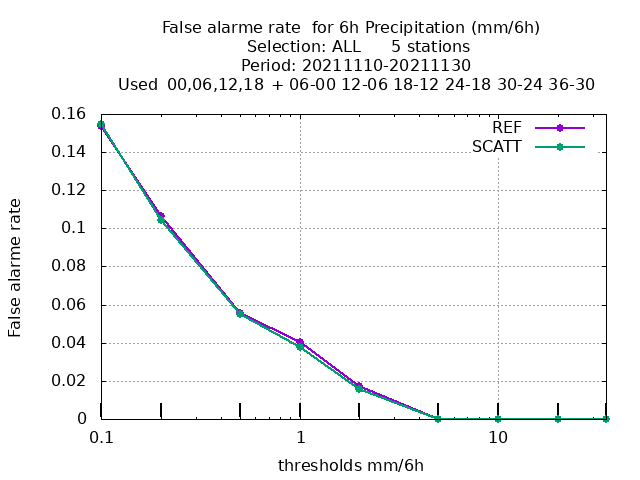 False alarme rate  for 6h Precipitation (mm/6h)
Selection: ALL      5 stations
Period: 20211110-20211130
Used  00,06,12,18  + 06-00 12-06 18-12 24-18 30-24 36-30
REF
SCATT
0.16
0.14
0.12
0.1
0.08
0.06
0.04
0.02
0
False alarme rate
0.1 1 10
thresholds mm/6h